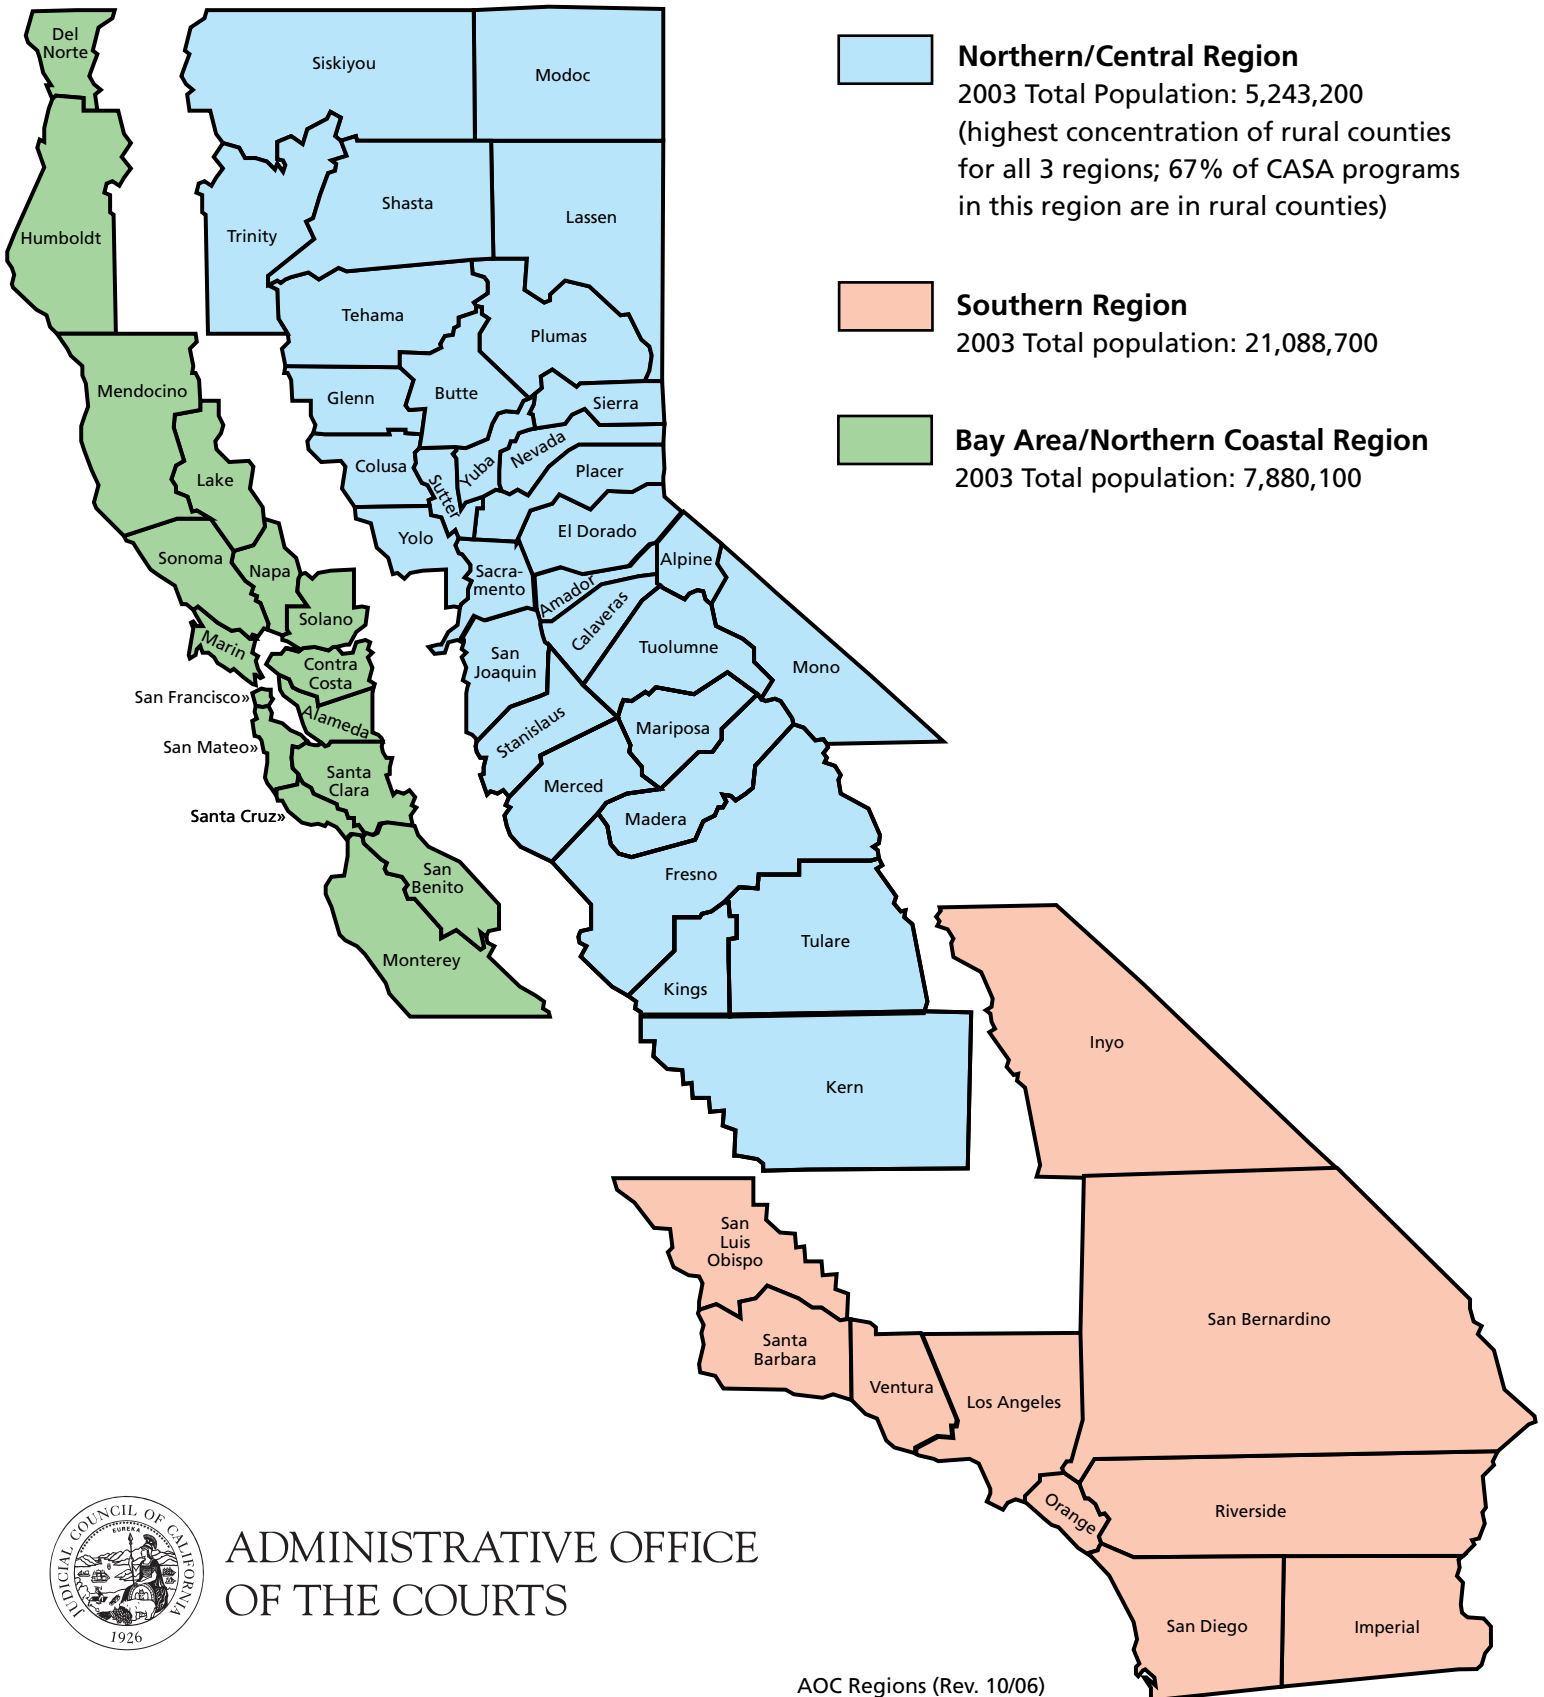 Del
Norte
Siskiyou
Modoc
Humboldt
Trinity
Shasta
Lassen
Tehama
Plumas
Mendocino
Glenn
Butte
Sierra
Lake
Colusa
Sutter
Yuba
Nevada
Placer
Sonoma
Napa
Yolo
El Dorado
Alpine
Sacra-
mento
Amador
Calaveras
Solano
Marin
Contra
Costa
San
Joaquin
Tuolumne
Mono
San Francisco»
Alameda
Stanislaus
Mariposa
San Mateo»
Santa
Clara
Merced
Santa Cruz»
Madera
San
Benito
Fresno
Monterey
Kings
Tulare
Kern
Inyo
San
Luis
Obispo
Santa
Barbara
Ventura
Los Angeles
San Bernardino
Orange
Riverside
San Diego
Imperial
Northern/Central Region
2003 Total Population: 5,243,200
(highest concentration of rural counties
for all 3 regions; 67% of CASA programs
in this region are in rural counties)
Southern Region
2003 Total population: 21,088,700
Bay Area/Northern Coastal Region
2003 Total population: 7,880,100
JUDICIAL COUNCIL OF CALIFORNIA
EUREKA
1926
ADMINISTRATIVE OFFICE
OF THE COURTS
AOC Regions (Rev. 10/06)